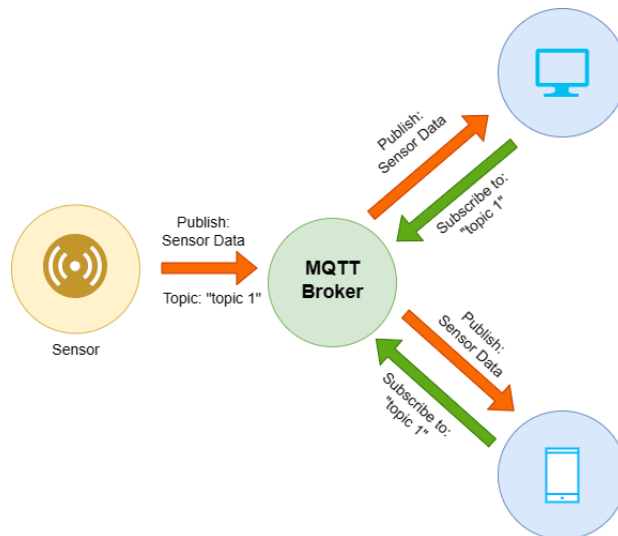 Publish:
Sensor Data
Topic: "topic 1"
Sensor
MQTT
Broker
Publish:
Sensor Data
Subscribe to:
"topic 1"
Publish:
Sensor Data
Subscribe to:
"topic 1"